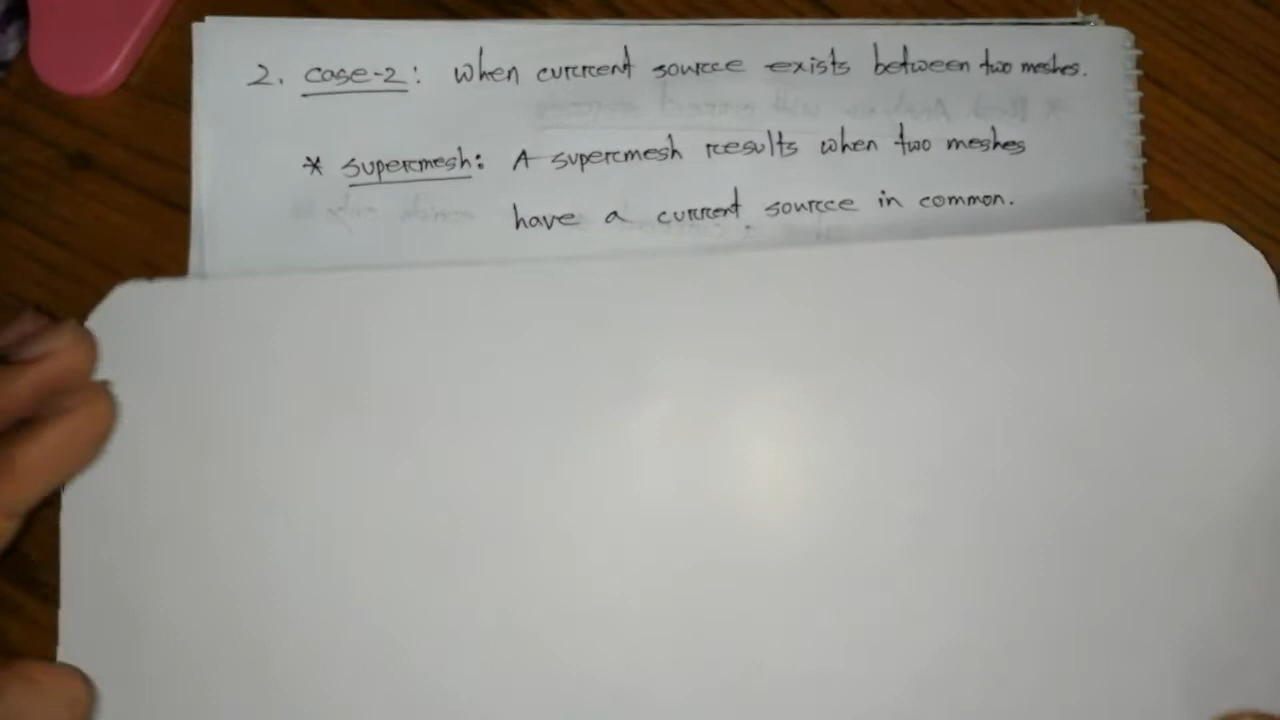 2. case-2: when current source exists between two meshes.
* supermesh: A supermesh results when two meshes
have a current source in common.